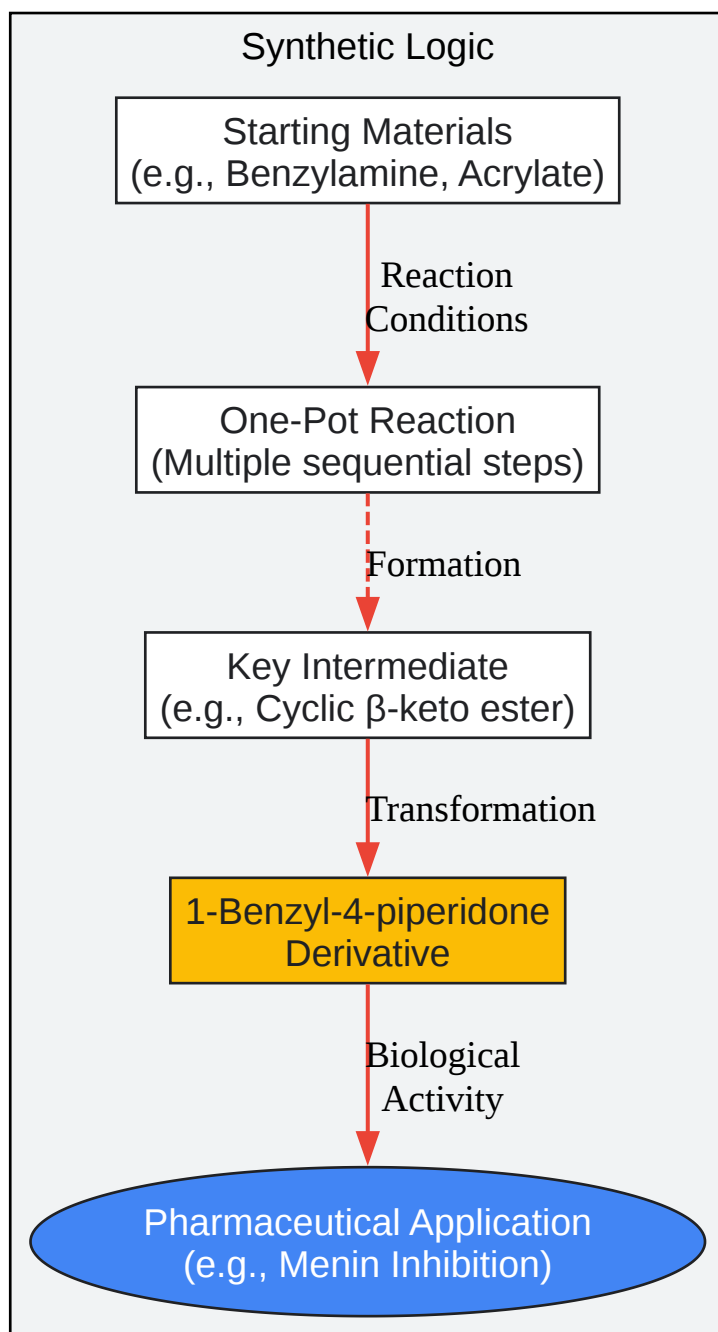 Synthetic Logic
Starting Materials
(e.g., Benzylamine, Acrylate)
Reaction
Conditions
One-Pot Reaction
(Multiple sequential steps)
Formation
Key Intermediate
(e.g., Cyclic β-keto ester)
Transformation
1-Benzyl-4-piperidone
Derivative
Biological
Activity
Pharmaceutical Application
(e.g., Menin Inhibition)